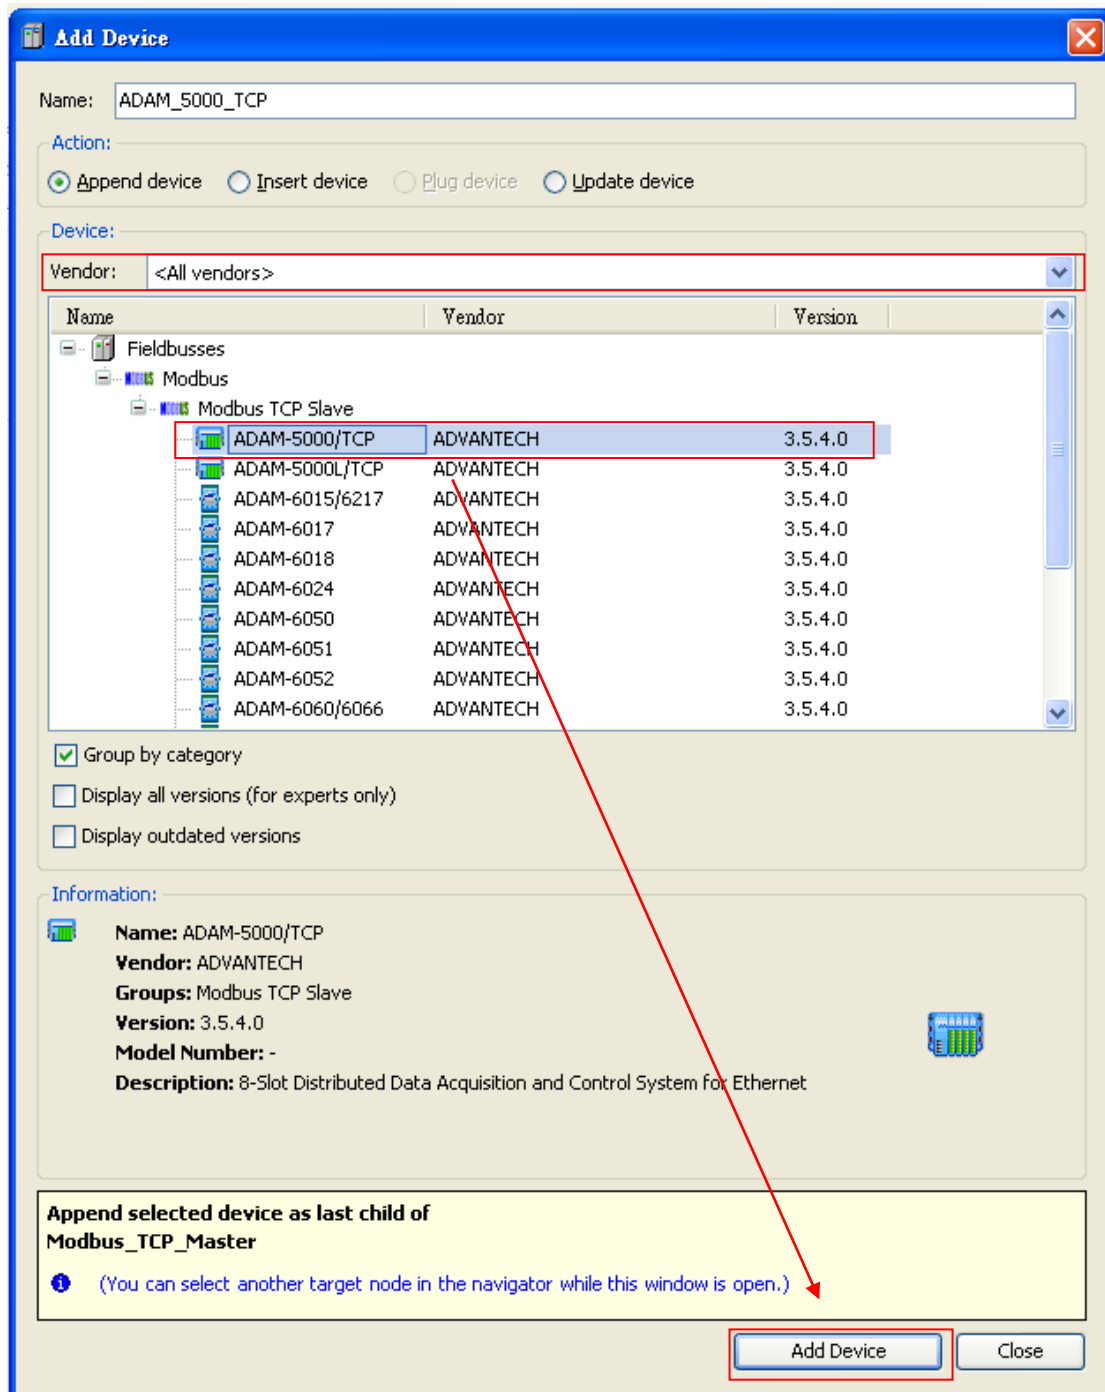 Add Device
Name: ADAM_5000_TCP
Action:
Append device Insert device Plug device Update device
Device:
Vendor: <All vendors>
Name Vendor Version
Fieldbusses
MODBUS Modbus
MODBUS Modbus TCP Slave
ADAM-5000/TCP ADVANTECH 3.5.4.0
ADAM-5000L/TCP ADVANTECH 3.5.4.0
ADAM-6015/6217 ADVANTECH 3.5.4.0
ADAM-6017 ADVANTECH 3.5.4.0
ADAM-6018 ADVANTECH 3.5.4.0
ADAM-6024 ADVANTECH 3.5.4.0
ADAM-6050 ADVANTECH 3.5.4.0
ADAM-6051 ADVANTECH 3.5.4.0
ADAM-6052 ADVANTECH 3.5.4.0
ADAM-6060/6066 ADVANTECH 3.5.4.0
Group by category
Display all versions (for experts only)
Display outdated versions
Information:
Name: ADAM-5000/TCP
Vendor: ADVANTECH
Groups: Modbus TCP Slave
Version: 3.5.4.0
Model Number: -
Description: 8-Slot Distributed Data Acquisition and Control System for Ethernet
Append selected device as last child of
Modbus_TCP_Master
(You can select another target node in the navigator while this window is open.)
Add Device Close